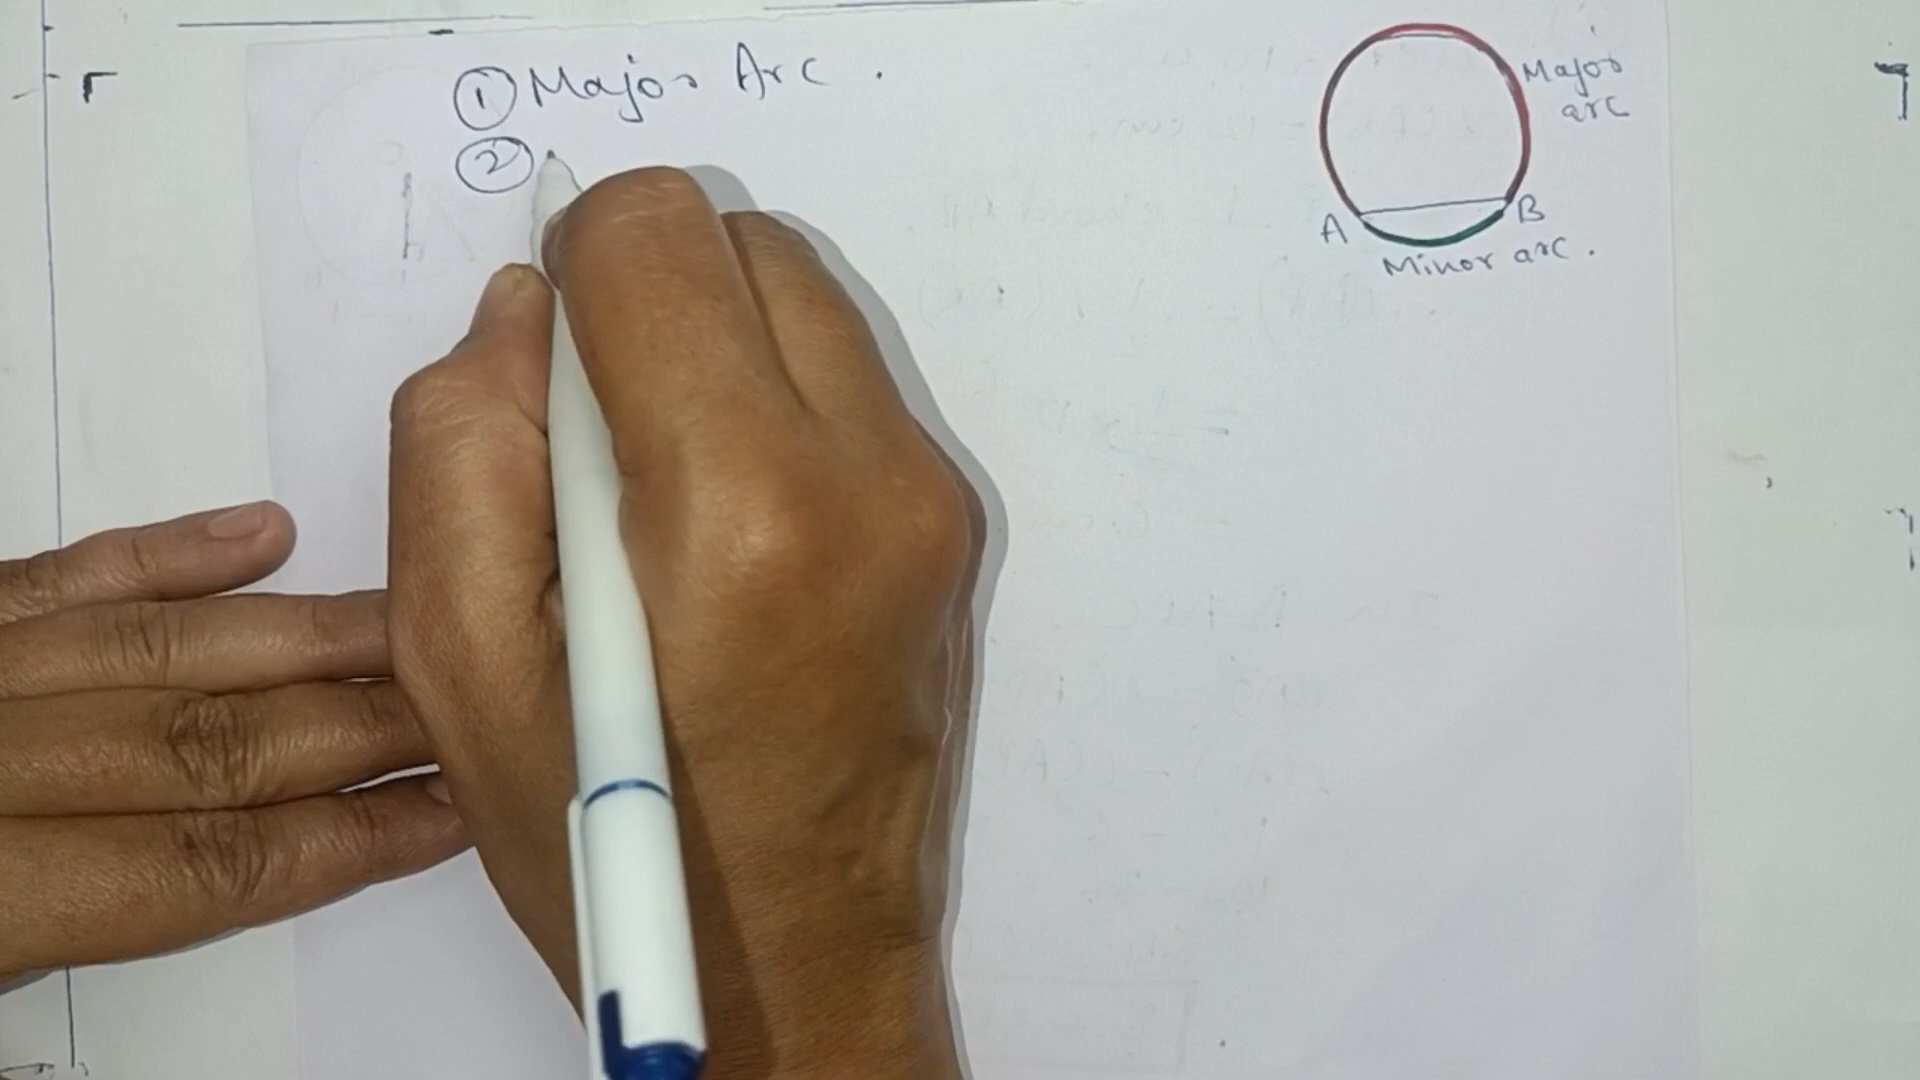 ① Major Arc .
②
Major
arc
A
B
Minor arc .